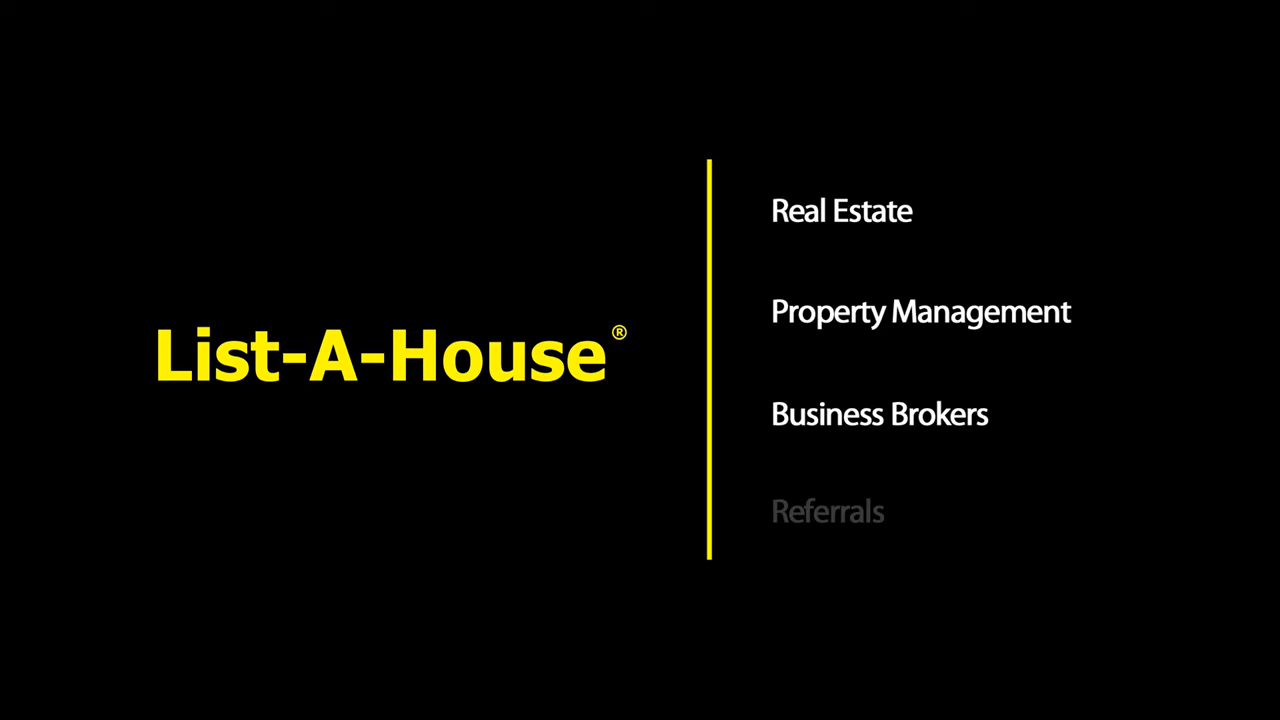 List-A-House®
Real Estate
Property Management
Business Brokers
Referrals